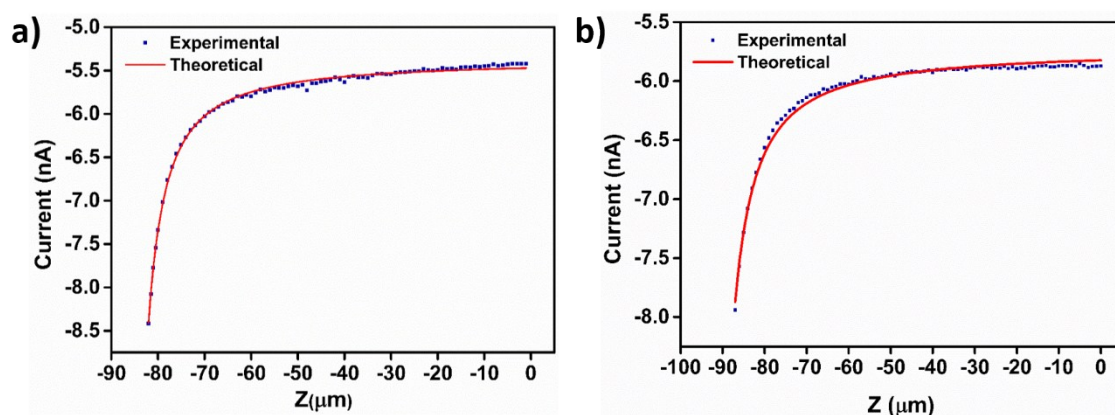 a)
Experimental
Theoretical
-5.0
-5.5
-6.0
-6.5
-7.0
-7.5
-8.0
-8.5
Current (nA)
-90 -80 -70 -60 -50 -40 -30 -20 -10 0
Z(μm)
b)
Experimental
Theoretical
-5.5
-6.0
-6.5
-7.0
-7.5
-8.0
Current (nA)
-100 -90 -80 -70 -60 -50 -40 -30 -20 -10 0
Z (μm)